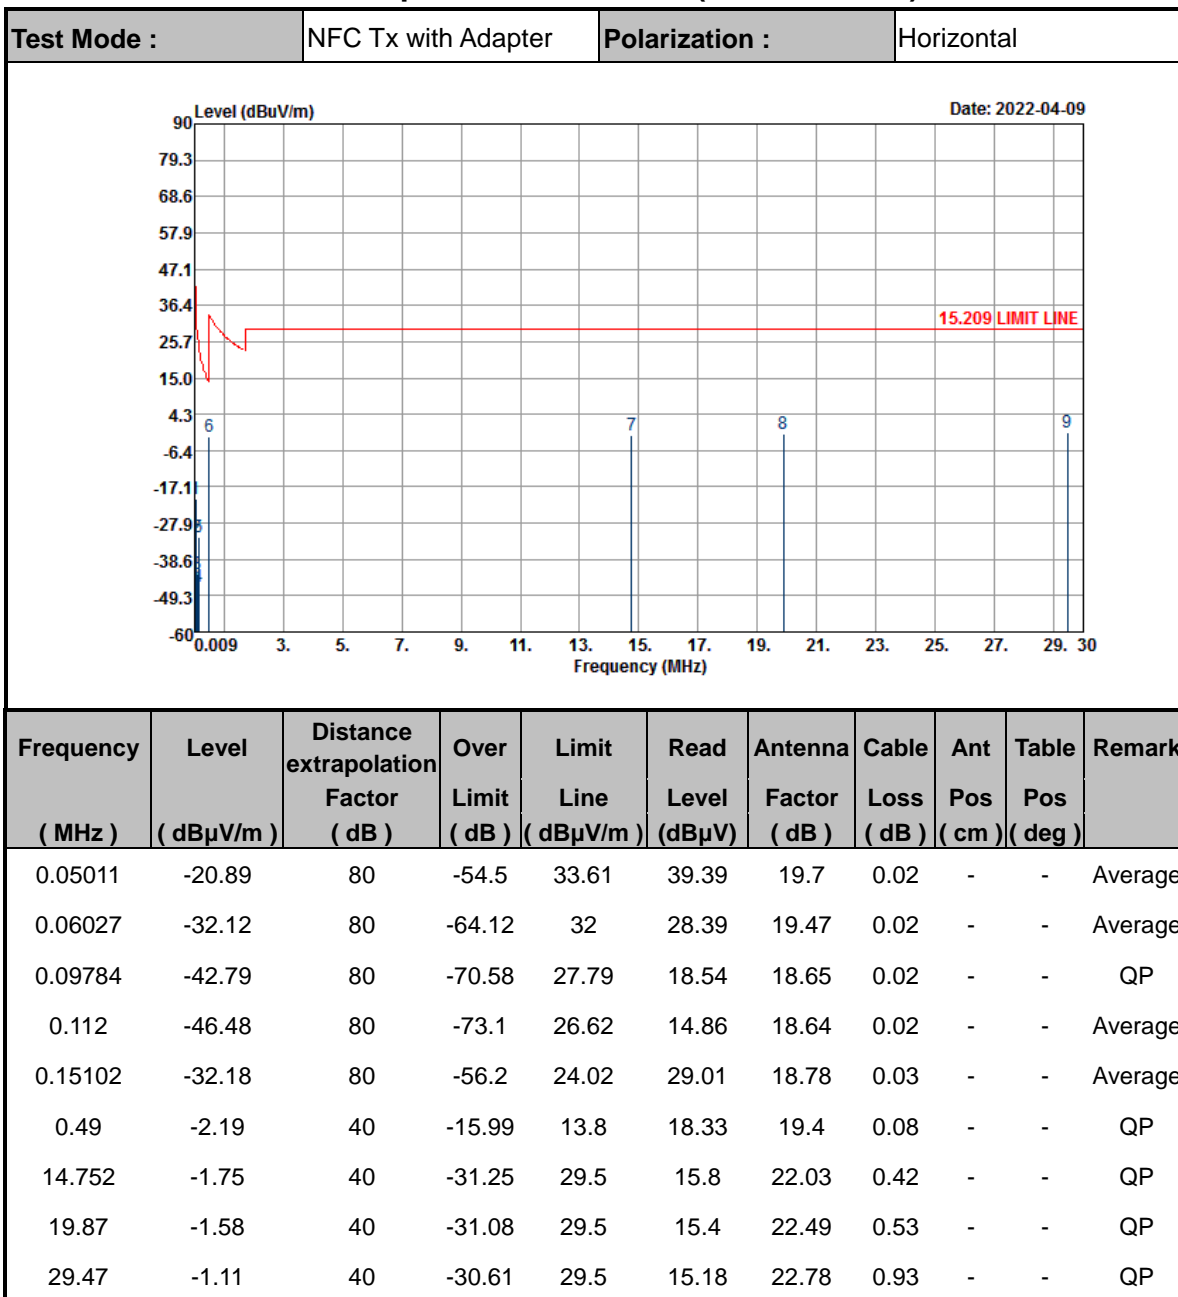 Test Mode : NFC Tx with Adapter Polarization : Horizontal
Level (dBuV/m) Date: 2022-04-09
90
79.3
68.6
57.9
47.1
36.4
15.209 LIMIT LINE
25.7
15.0
4.3
6 7 8 9
-6.4
-17.1
-27.9
-38.6
-49.3
-60
0.009 3. 5. 7. 9. 11. 13. 15. 17. 19. 21. 23. 25. 27. 29. 30
Frequency (MHz)
Frequency Level Distance extrapolation Over Limit Read Antenna Cable Ant Table Remark
Factor Limit Line Level Factor Loss Pos Pos
( MHz ) ( dBµV/m ) ( dB ) ( dB ) ( dBµV/m ) (dBµV) ( dB ) ( dB ) ( cm ) ( deg )
0.05011 -20.89 80 -54.5 33.61 39.39 19.7 0.02 - - Average
0.06027 -32.12 80 -64.12 32 28.39 19.47 0.02 - - Average
0.09784 -42.79 80 -70.58 27.79 18.54 18.65 0.02 - - QP
0.112 -46.48 80 -73.1 26.62 14.86 18.64 0.02 - - Average
0.15102 -32.18 80 -56.2 24.02 29.01 18.78 0.03 - - Average
0.49 -2.19 40 -15.99 13.8 18.33 19.4 0.08 - - QP
14.752 -1.75 40 -31.25 29.5 15.8 22.03 0.42 - - QP
19.87 -1.58 40 -31.08 29.5 15.4 22.49 0.53 - - QP
29.47 -1.11 40 -30.61 29.5 15.18 22.78 0.93 - - QP